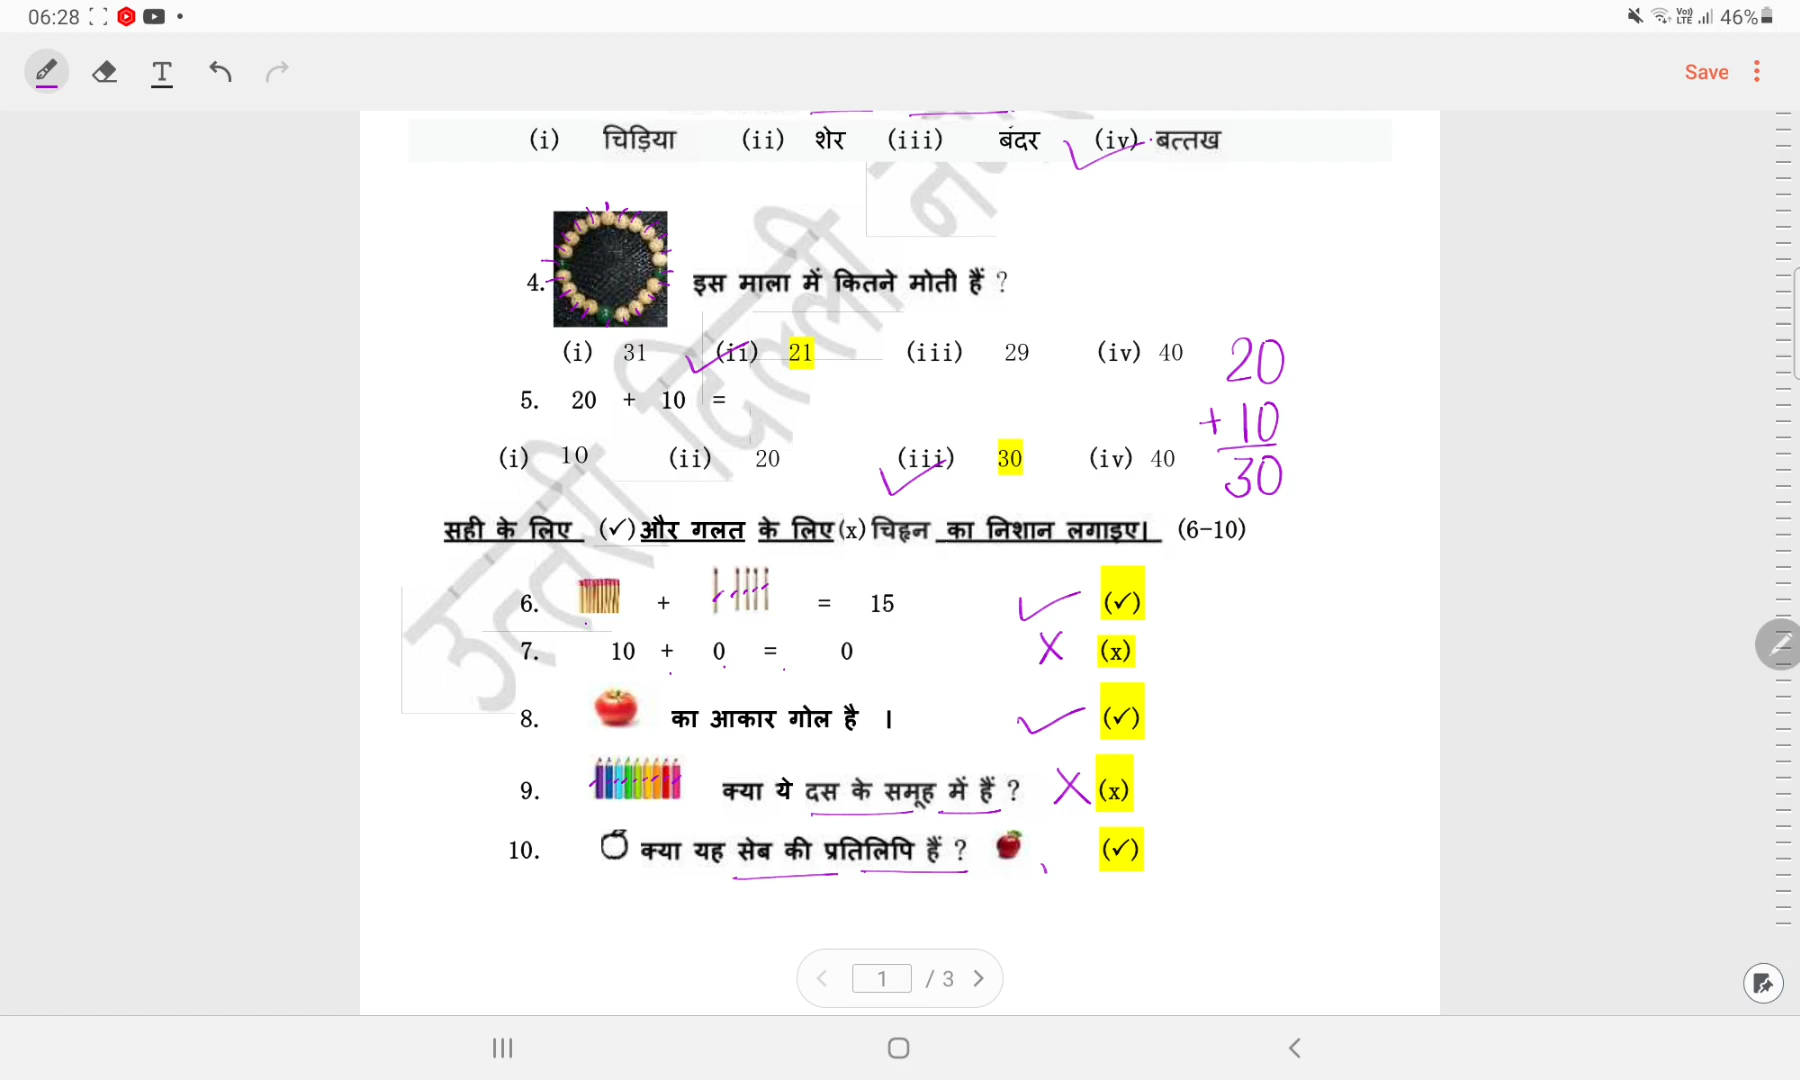 06:28 46%
Save
(i) चिड़िया (ii) शेर (iii) बंदर (iv) बत्तख
4. इस माला में कितने मोती हैं ?
(i) 31 (ii) 21 (iii) 29 (iv) 40
5. 20 + 10 =
(i) 10 (ii) 20 (iii) 30 (iv) 40
20
+ 10
30
सही के लिए (✓) और गलत के लिए (x) चिह्न का निशान लगाइए। (6-10)
6. + = 15 ✓ (✓)
7. 10 + 0 = 0 X (x)
8. का आकार गोल है । ✓ (✓)
9. क्या ये दस के समूह में हैं ? X (x)
10. क्या यह सेब की प्रतिलिपि हैं ? (✓)
उत्तरी दिल्ली
1 / 3